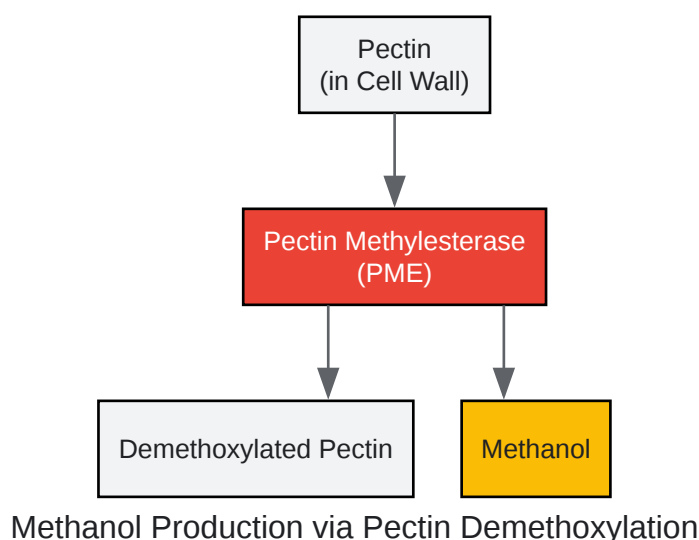 Pectin
(in Cell Wall)
Pectin Methylesterase
(PME)
Demethoxylated Pectin
Methanol
Methanol Production via Pectin Demethoxylation